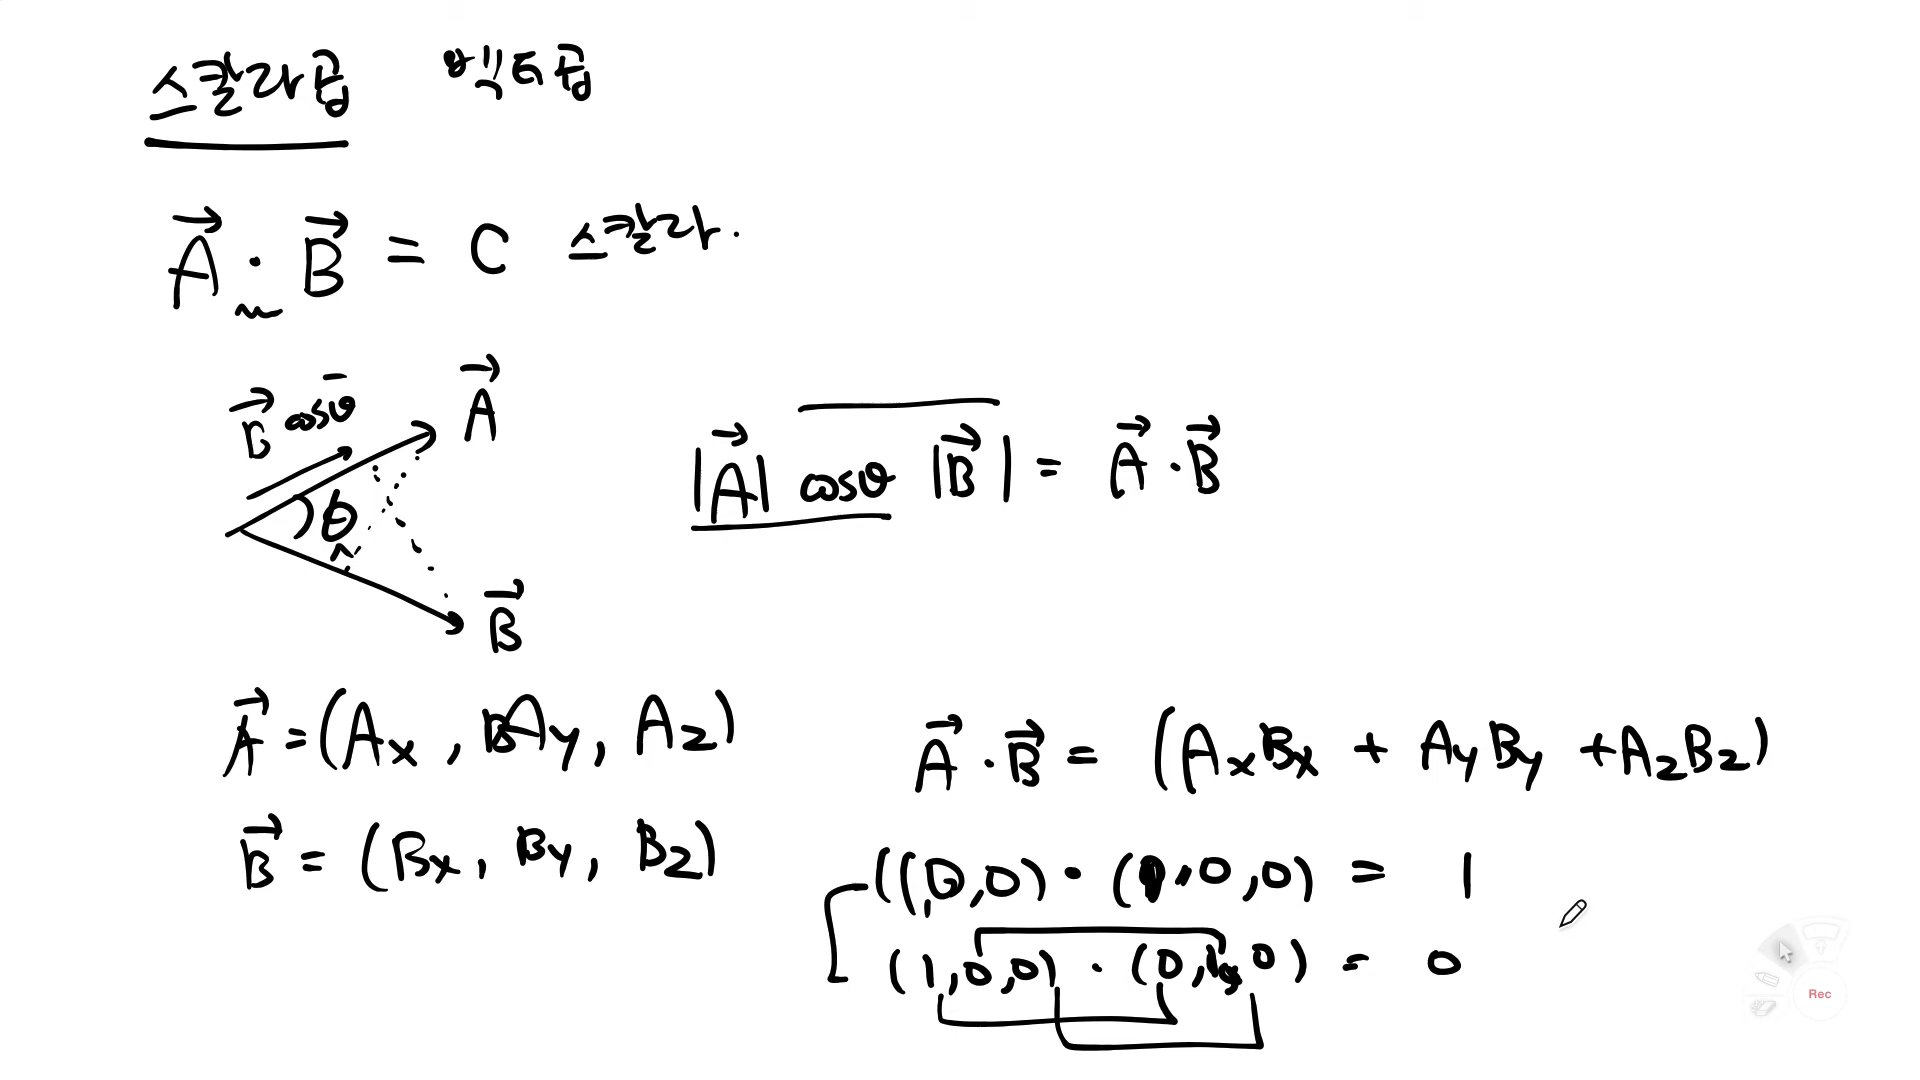 스칼라곱 벡터곱
A⃗ · B⃗ = C 스칼라.
B⃗ cosθ
A⃗
θ
B⃗
|A⃗| cosθ |B⃗| = A⃗ · B⃗
A⃗ = (Ax, Ay, Az)
B⃗ = (Bx, By, Bz)
A⃗ · B⃗ = (AxBx + AyBy + AzBz)
(1,0,0) · (1,0,0) = 1
(1,0,0) · (0,1,0) = 0
Rec